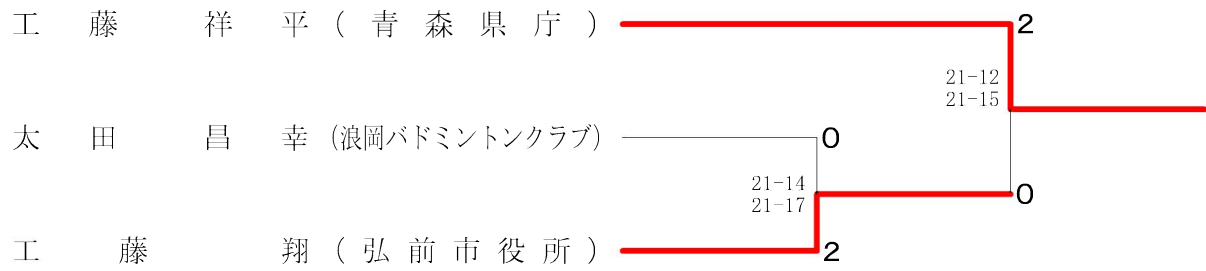 工藤 祥平(青森県庁) 2
21-12
21-15
太田 昌幸(浪岡バドミントンクラブ) 0
21-14
21-17
0
工藤 翔(弘前市役所) 2